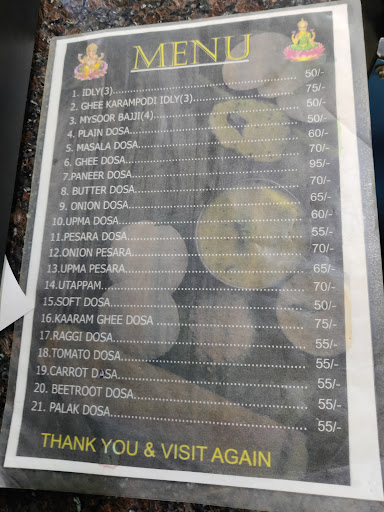 MENU
1. IDLY(3)........................................ 50/-
2. GHEE KARAMPODI IDLY(3)................... 75/-
3. MYSOOR BAJJI(4)............................. 50/-
4. PLAIN DOSA..................................... 50/-
5. MASALA DOSA.................................. 60/-
6. GHEE DOSA..................................... 70/-
7.PANEER DOSA................................... 95/-
8. BUTTER DOSA.................................. 70/-
9. ONION DOSA................................... 65/-
10.UPMA DOSA.................................... 60/-
11.PESARA DOSA.................................. 55/-
12.ONION PESARA................................ 70/-
13.UPMA PESARA................................. 65/-
14.UTAPPAM........................................ 70/-
15.SOFT DOSA..................................... 50/-
16.KAARAM GHEE DOSA......................... 75/-
17.RAGGI DOSA................................... 55/-
18.TOMATO DOSA................................ 55/-
19.CARROT DASA................................. 55/-
20. BEETROOT DOSA............................. 55/-
21. PALAK DOSA................................... 55/-
THANK YOU & VISIT AGAIN